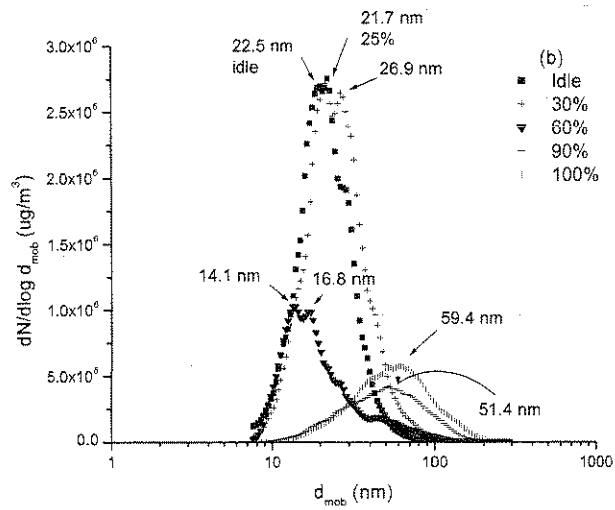 21.7 nm
22.5 nm
25%
idle
26.9 nm
(b)
Idle
30%
60%
90%
100%
3.0x10⁶
2.5x10⁶
2.0x10⁶
1.5x10⁶
1.0x10⁶
5.0x10⁵
0.0
dN/dlog d_mob (ug/m³)
14.1 nm
16.8 nm
59.4 nm
51.4 nm
1
10
100
1000
d_mob (nm)